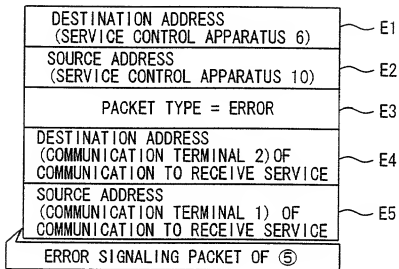 DESTINATION ADDRESS
(SERVICE CONTROL APPARATUS 6)
E1
SOURCE ADDRESS
(SERVICE CONTROL APPARATUS 10)
E2
PACKET TYPE = ERROR
E3
DESTINATION ADDRESS
(COMMUNICATION TERMINAL 2)OF
COMMUNICATION TO RECEIVE SERVICE
E4
SOURCE ADDRESS
(COMMUNICATION TERMINAL 1) OF
COMMUNICATION TO RECEIVE SERVICE
E5
ERROR SIGNALING PACKET OF ⑤